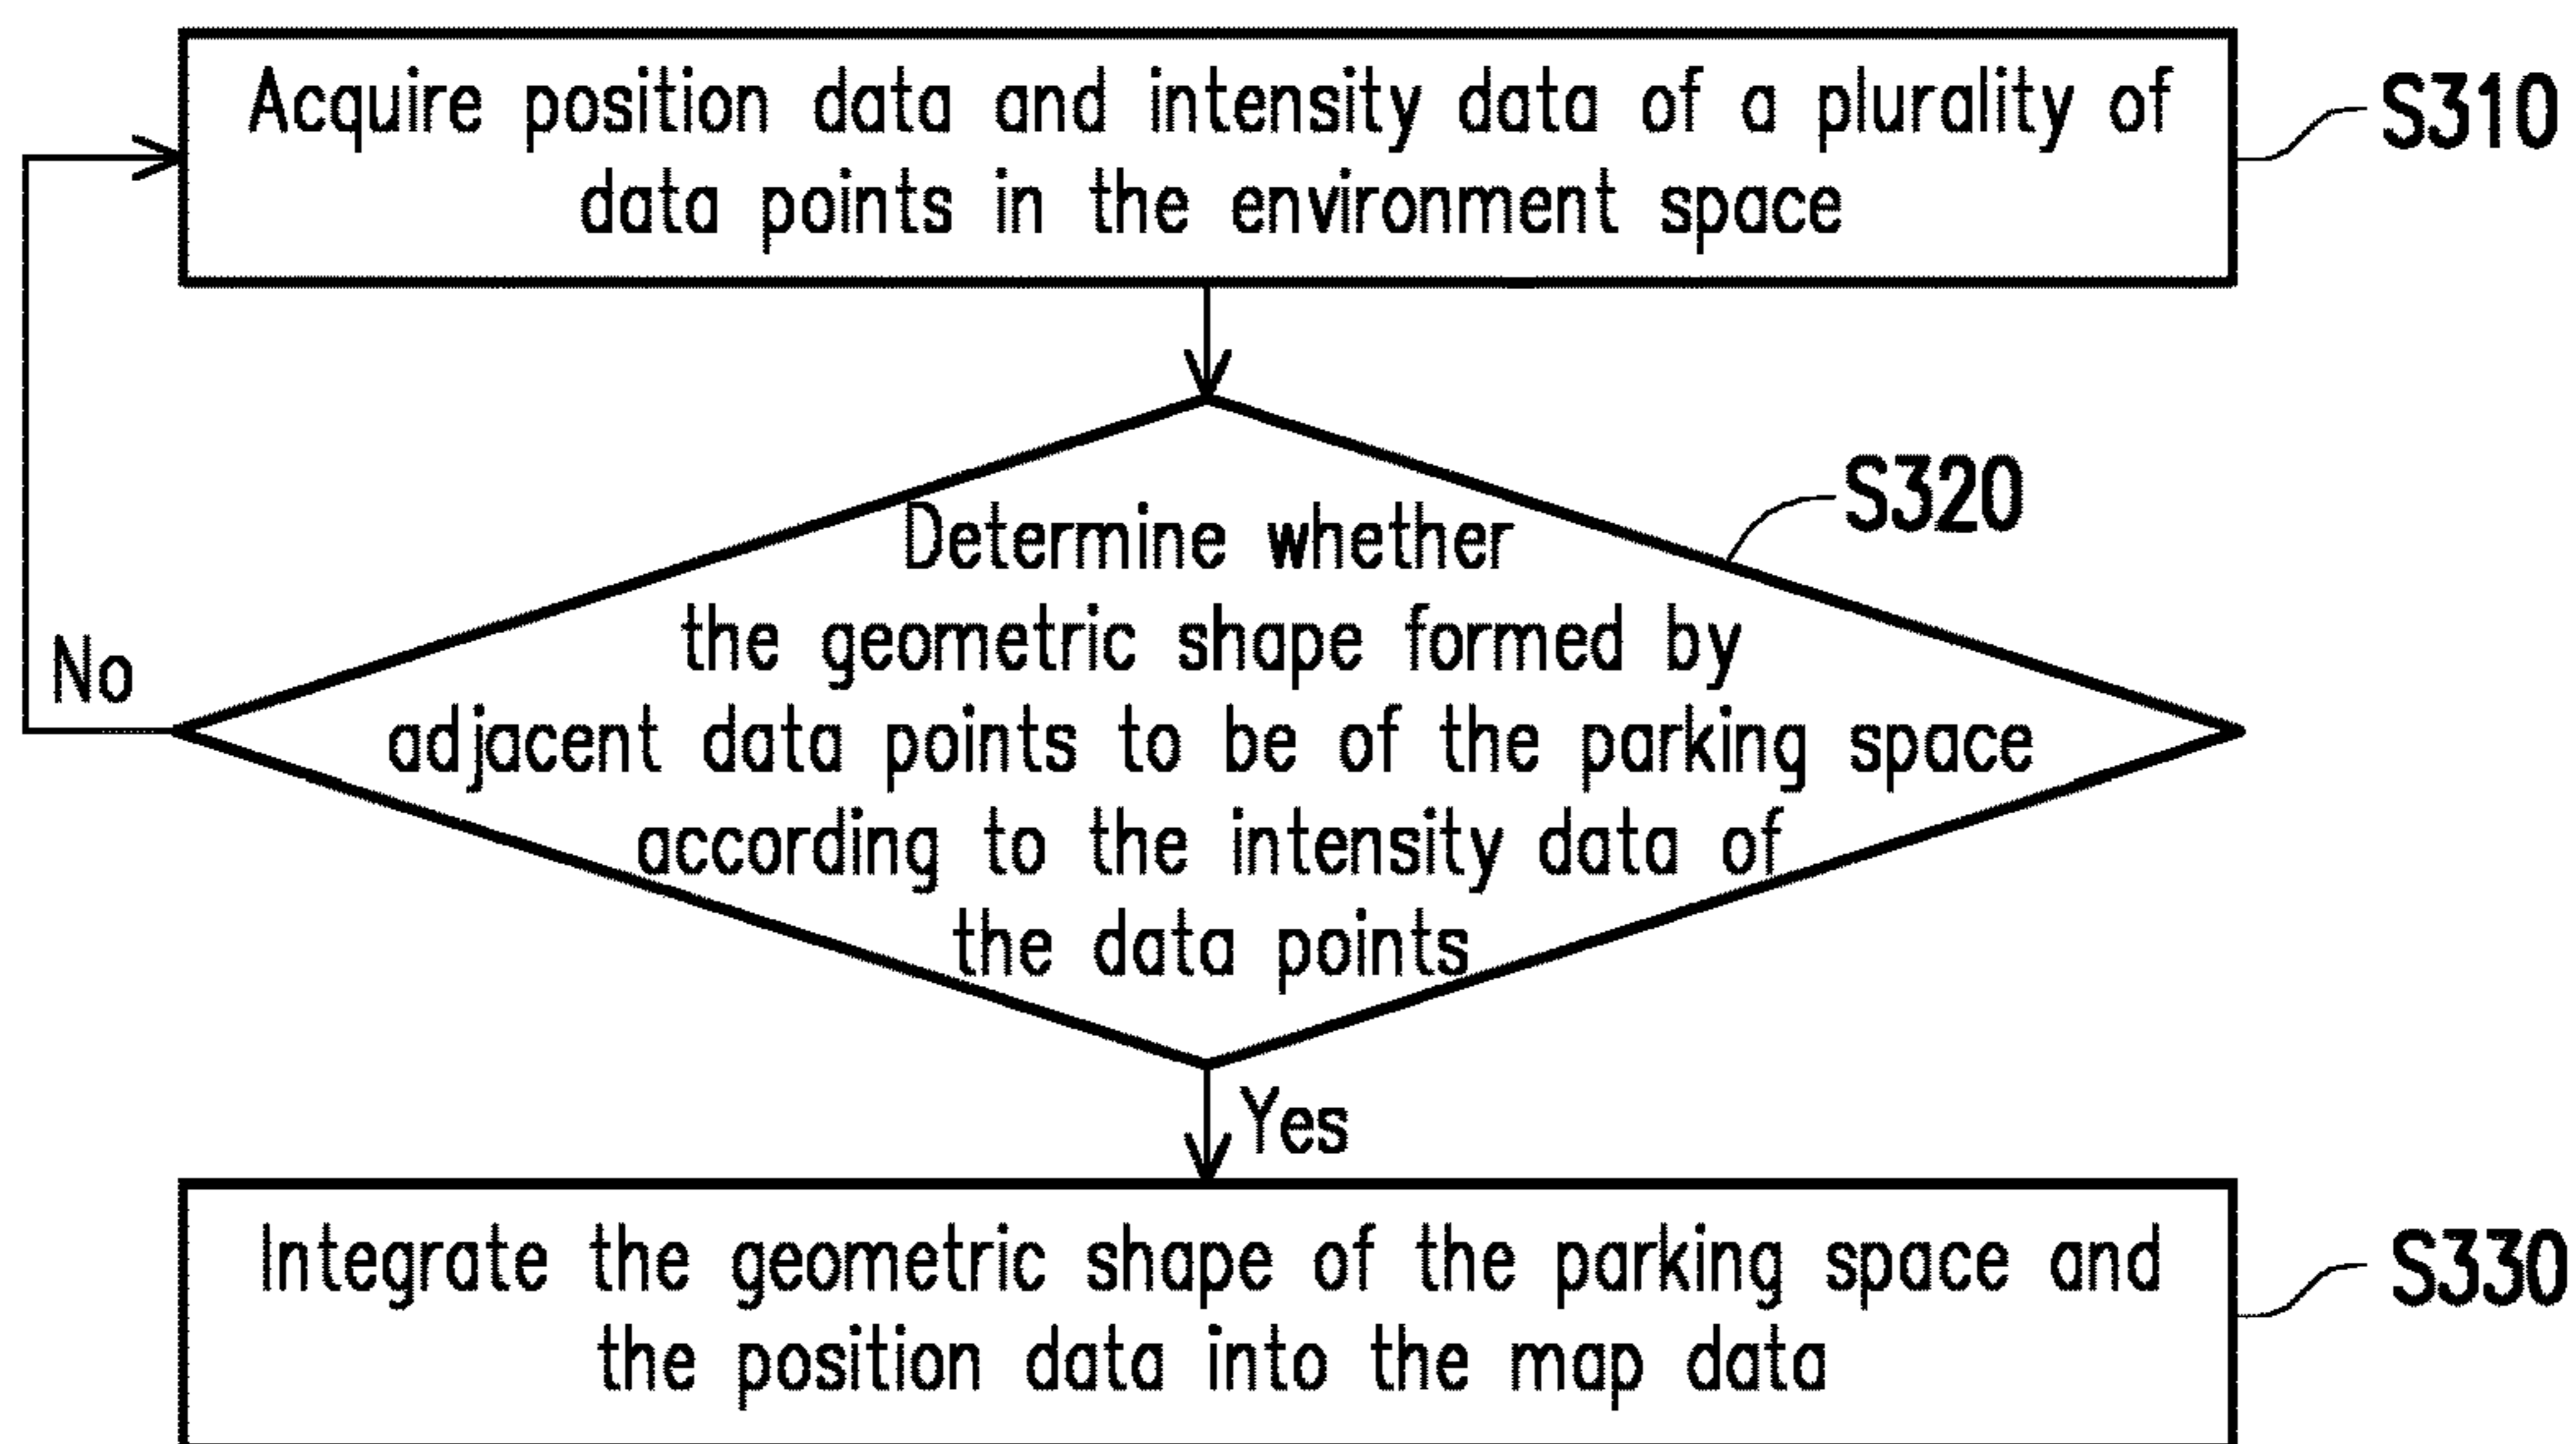 Acquire position data and intensity data of a plurality of
data points in the environment space
S310
Determine whether
the geometric shape formed by
adjacent data points to be of the parking space
according to the intensity data of
the data points
S320
No
Yes
Integrate the geometric shape of the parking space and
the position data into the map data
S330